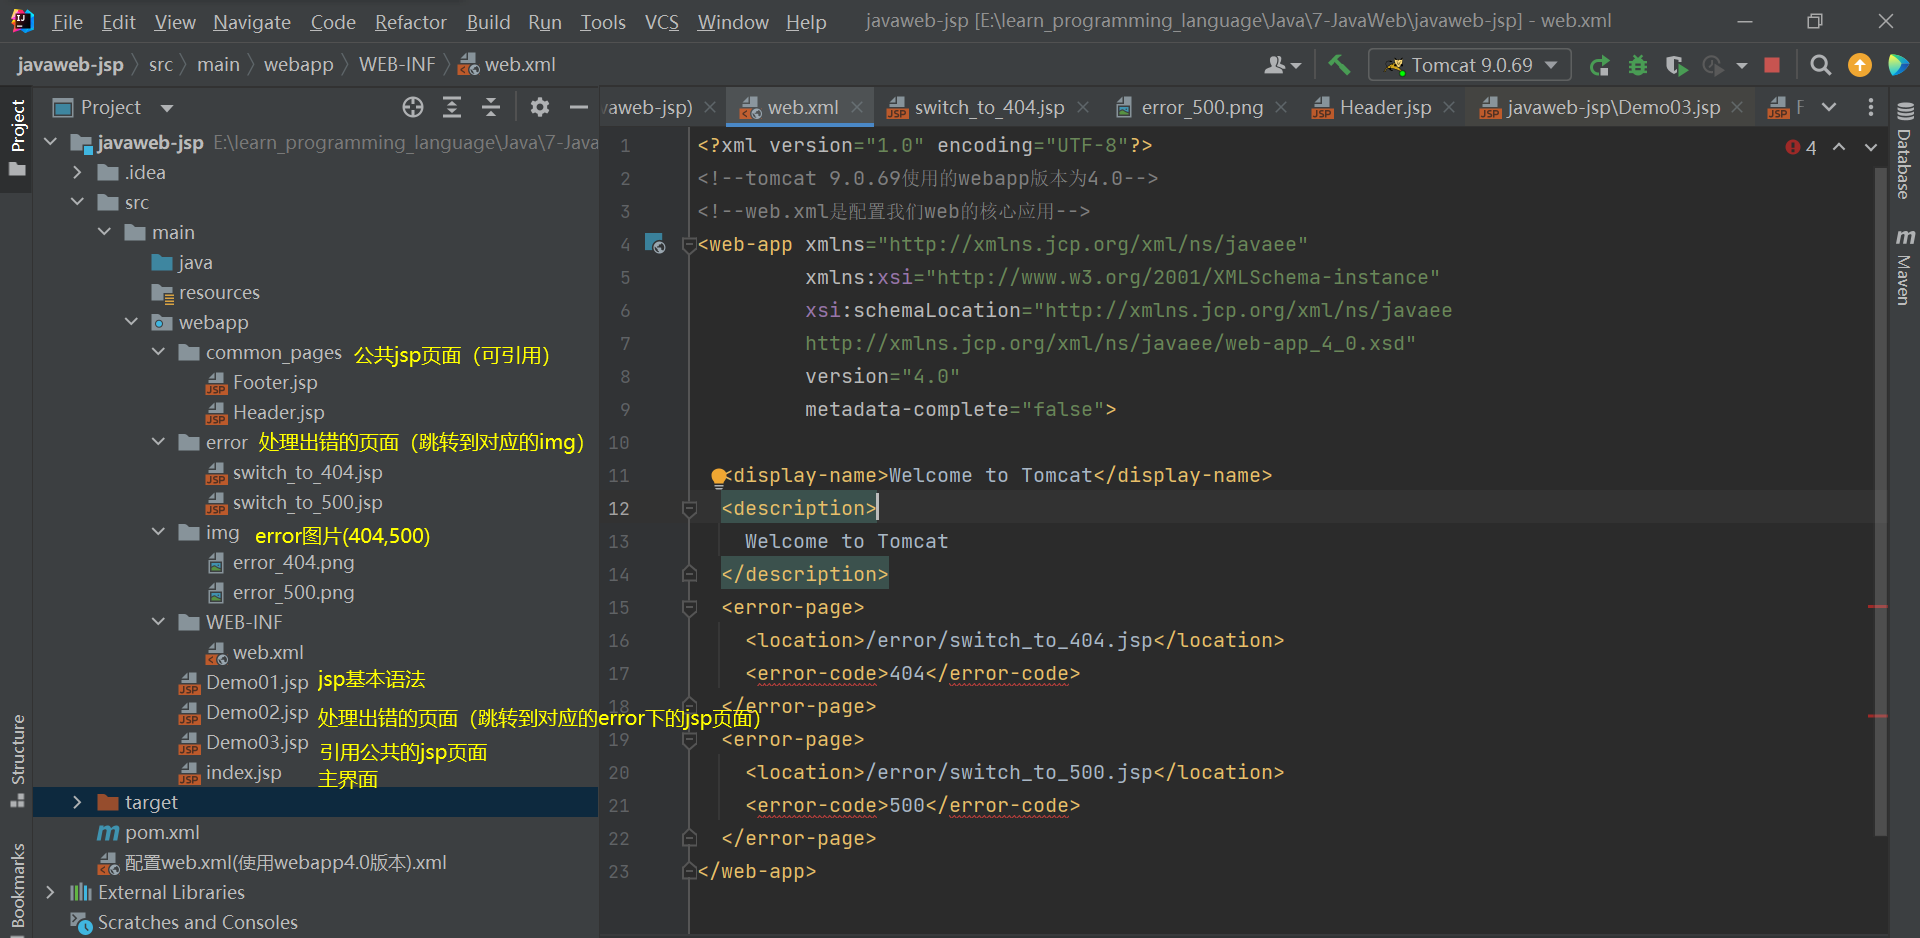 File Edit View Navigate Code Refactor Build Run Tools VCS Window Help javaweb-jsp [E:\learn_programming_language\Java\7-JavaWeb\javaweb-jsp] - web.xml
javaweb-jsp src main webapp WEB-INF web.xml Tomcat 9.0.69
Project
Project
Structure
Bookmarks
javaweb-jsp E:\learn_programming_language\Java\7-Java
.idea
src
main
java
resources
webapp
common_pages 公共jsp页面（可引用）
Footer.jsp
Header.jsp
error 处理出错的页面（跳转到对应的img）
switch_to_404.jsp
switch_to_500.jsp
img error图片(404,500)
error_404.png
error_500.png
WEB-INF
web.xml
Demo01.jsp jsp基本语法
Demo02.jsp 处理出错的页面（跳转到对应的error下的jsp页面）
Demo03.jsp 引用公共的jsp页面
index.jsp 主界面
target
pom.xml
配置web.xml(使用webapp4.0版本).xml
External Libraries
Scratches and Consoles
vaweb-jsp) web.xml switch_to_404.jsp error_500.png Header.jsp javaweb-jsp\Demo03.jsp F
4
1 <?xml version="1.0" encoding="UTF-8"?>
2 <!--tomcat 9.0.69使用的webapp版本为4.0-->
3 <!--web.xml是配置我们web的核心应用-->
4 <web-app xmlns="http://xmlns.jcp.org/xml/ns/javaee"
5 xmlns:xsi="http://www.w3.org/2001/XMLSchema-instance"
6 xsi:schemaLocation="http://xmlns.jcp.org/xml/ns/javaee
7 http://xmlns.jcp.org/xml/ns/javaee/web-app_4_0.xsd"
8 version="4.0"
9 metadata-complete="false">
10
11 <display-name>Welcome to Tomcat</display-name>
12 <description>
13 Welcome to Tomcat
14 </description>
15 <error-page>
16 <location>/error/switch_to_404.jsp</location>
17 <error-code>404</error-code>
18 </error-page>
19 <error-page>
20 <location>/error/switch_to_500.jsp</location>
21 <error-code>500</error-code>
22 </error-page>
23 </web-app>
Database
Maven